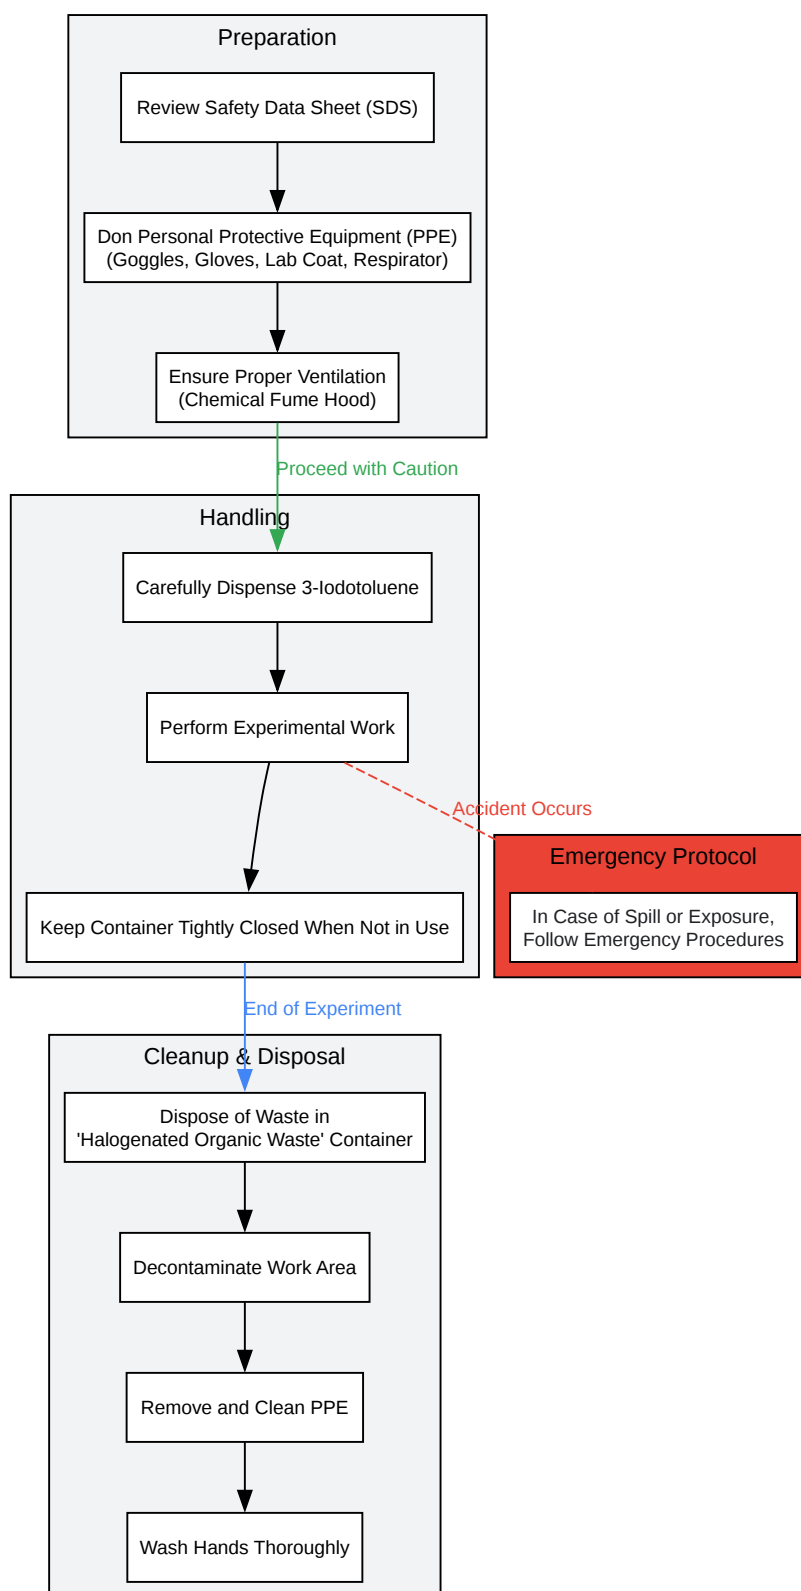 Preparation
Review Safety Data Sheet (SDS)
Don Personal Protective Equipment (PPE)
(Goggles, Gloves, Lab Coat, Respirator)
Ensure Proper Ventilation
(Chemical Fume Hood)
Proceed with Caution
Handling
Carefully Dispense 3-Iodotoluene
Perform Experimental Work
Accident Occurs
Emergency Protocol
In Case of Spill or Exposure,
Follow Emergency Procedures
Keep Container Tightly Closed When Not in Use
End of Experiment
Cleanup & Disposal
Dispose of Waste in
'Halogenated Organic Waste' Container
Decontaminate Work Area
Remove and Clean PPE
Wash Hands Thoroughly